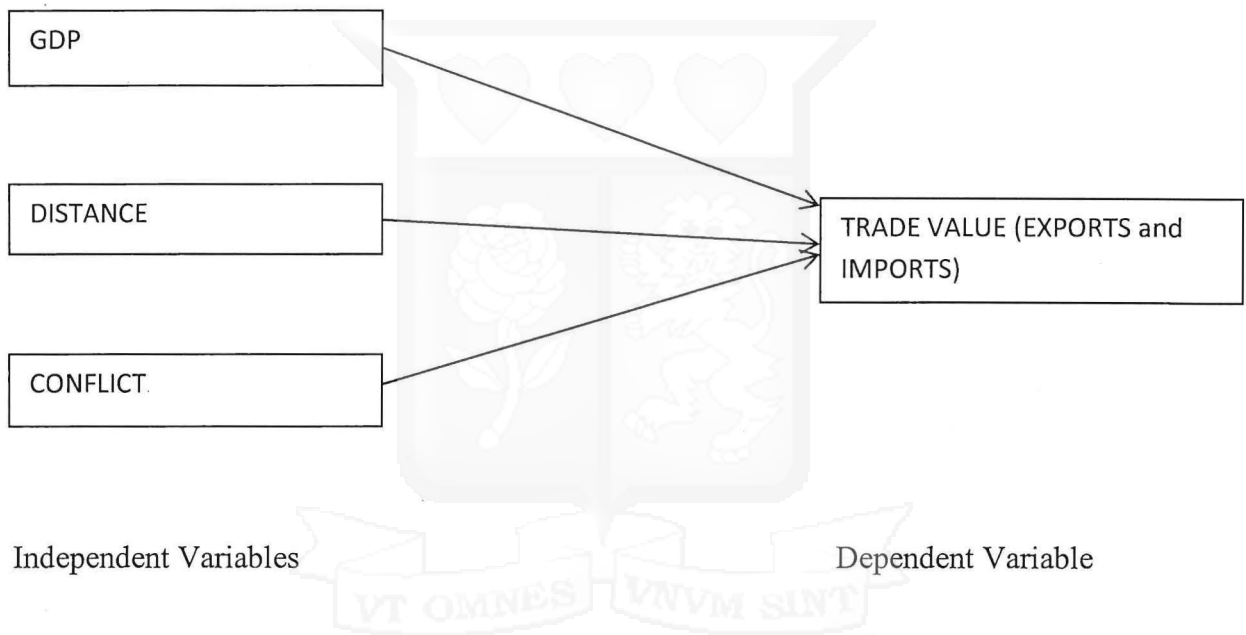 GDP
DISTANCE
TRADE VALUE (EXPORTS and
IMPORTS)
CONFLICT
Independent Variables
Dependent Variable
VT OMNES VNVM SINT